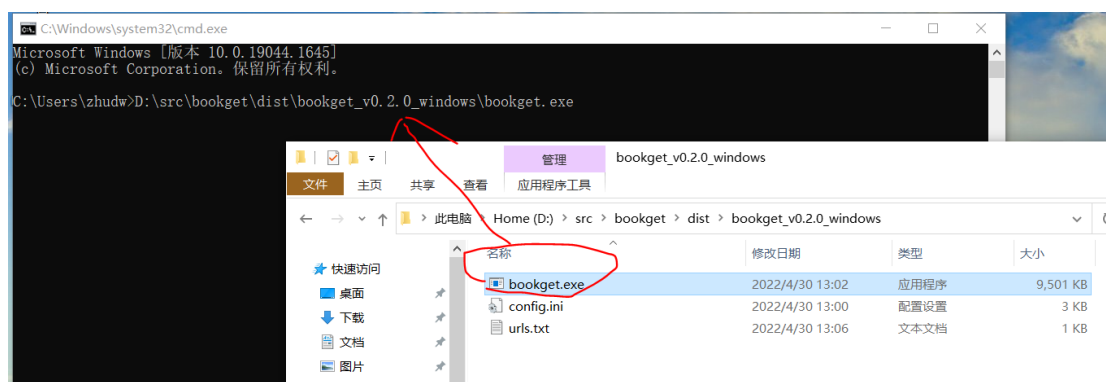 C:\Windows\system32\cmd.exe
Microsoft Windows [版本 10.0.19044.1645]
(c) Microsoft Corporation。保留所有权利。
C:\Users\zhudw>D:\src\bookget\dist\bookget_v0.2.0_windows\bookget.exe
管理 bookget_v0.2.0_windows
文件 主页 共享 查看 应用程序工具
此电脑 > Home (D:) > src > bookget > dist > bookget_v0.2.0_windows
名称 修改日期 类型 大小
快速访问
桌面
下载
文档
图片
bookget.exe 2022/4/30 13:02 应用程序 9,501 KB
config.ini 2022/4/30 13:00 配置设置 3 KB
urls.txt 2022/4/30 13:06 文本文档 1 KB